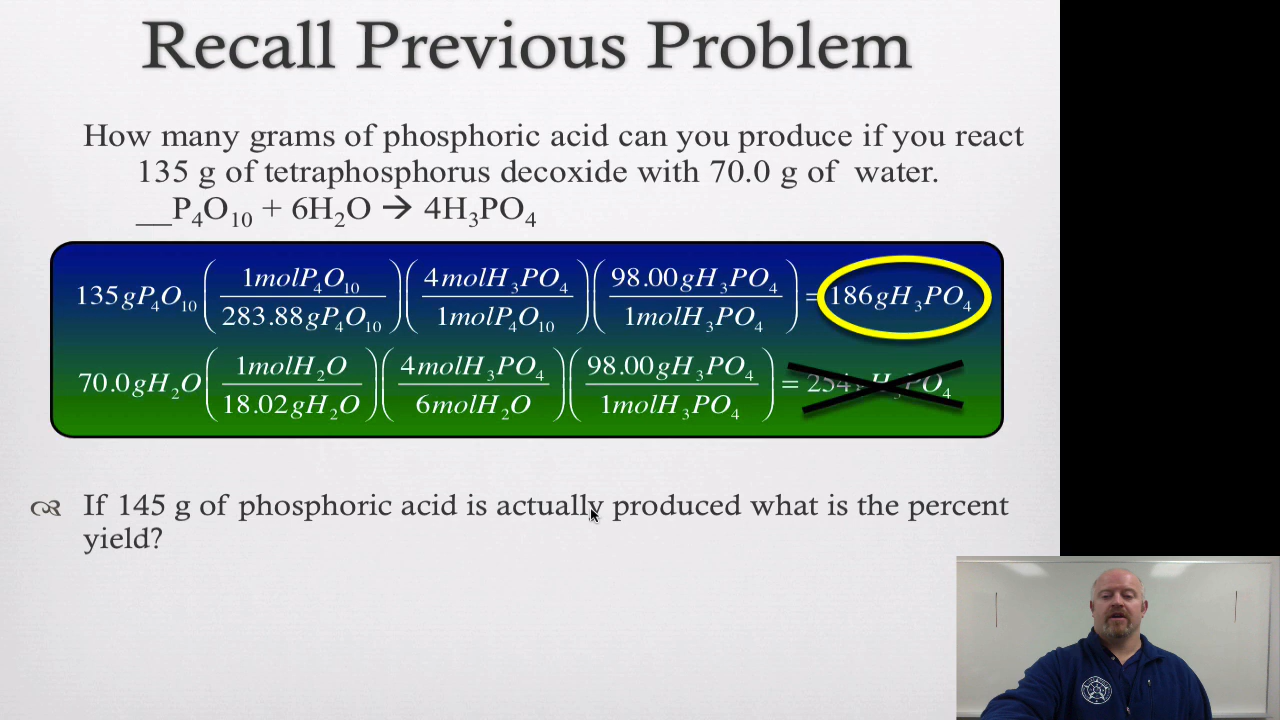 Recall Previous Problem
How many grams of phosphoric acid can you produce if you react
135 g of tetraphosphorus decoxide with 70.0 g of water.
__P₄O₁₀ + 6H₂O → 4H₃PO₄
135gP₄O₁₀(1molP₄O₁₀/283.88gP₄O₁₀)(4molH₃PO₄/1molP₄O₁₀)(98.00gH₃PO₄/1molH₃PO₄) = 186gH₃PO₄
70.0gH₂O(1molH₂O/18.02gH₂O)(4molH₃PO₄/6molH₂O)(98.00gH₃PO₄/1molH₃PO₄) = 254gH₃PO₄
If 145 g of phosphoric acid is actually produced what is the percent
yield?